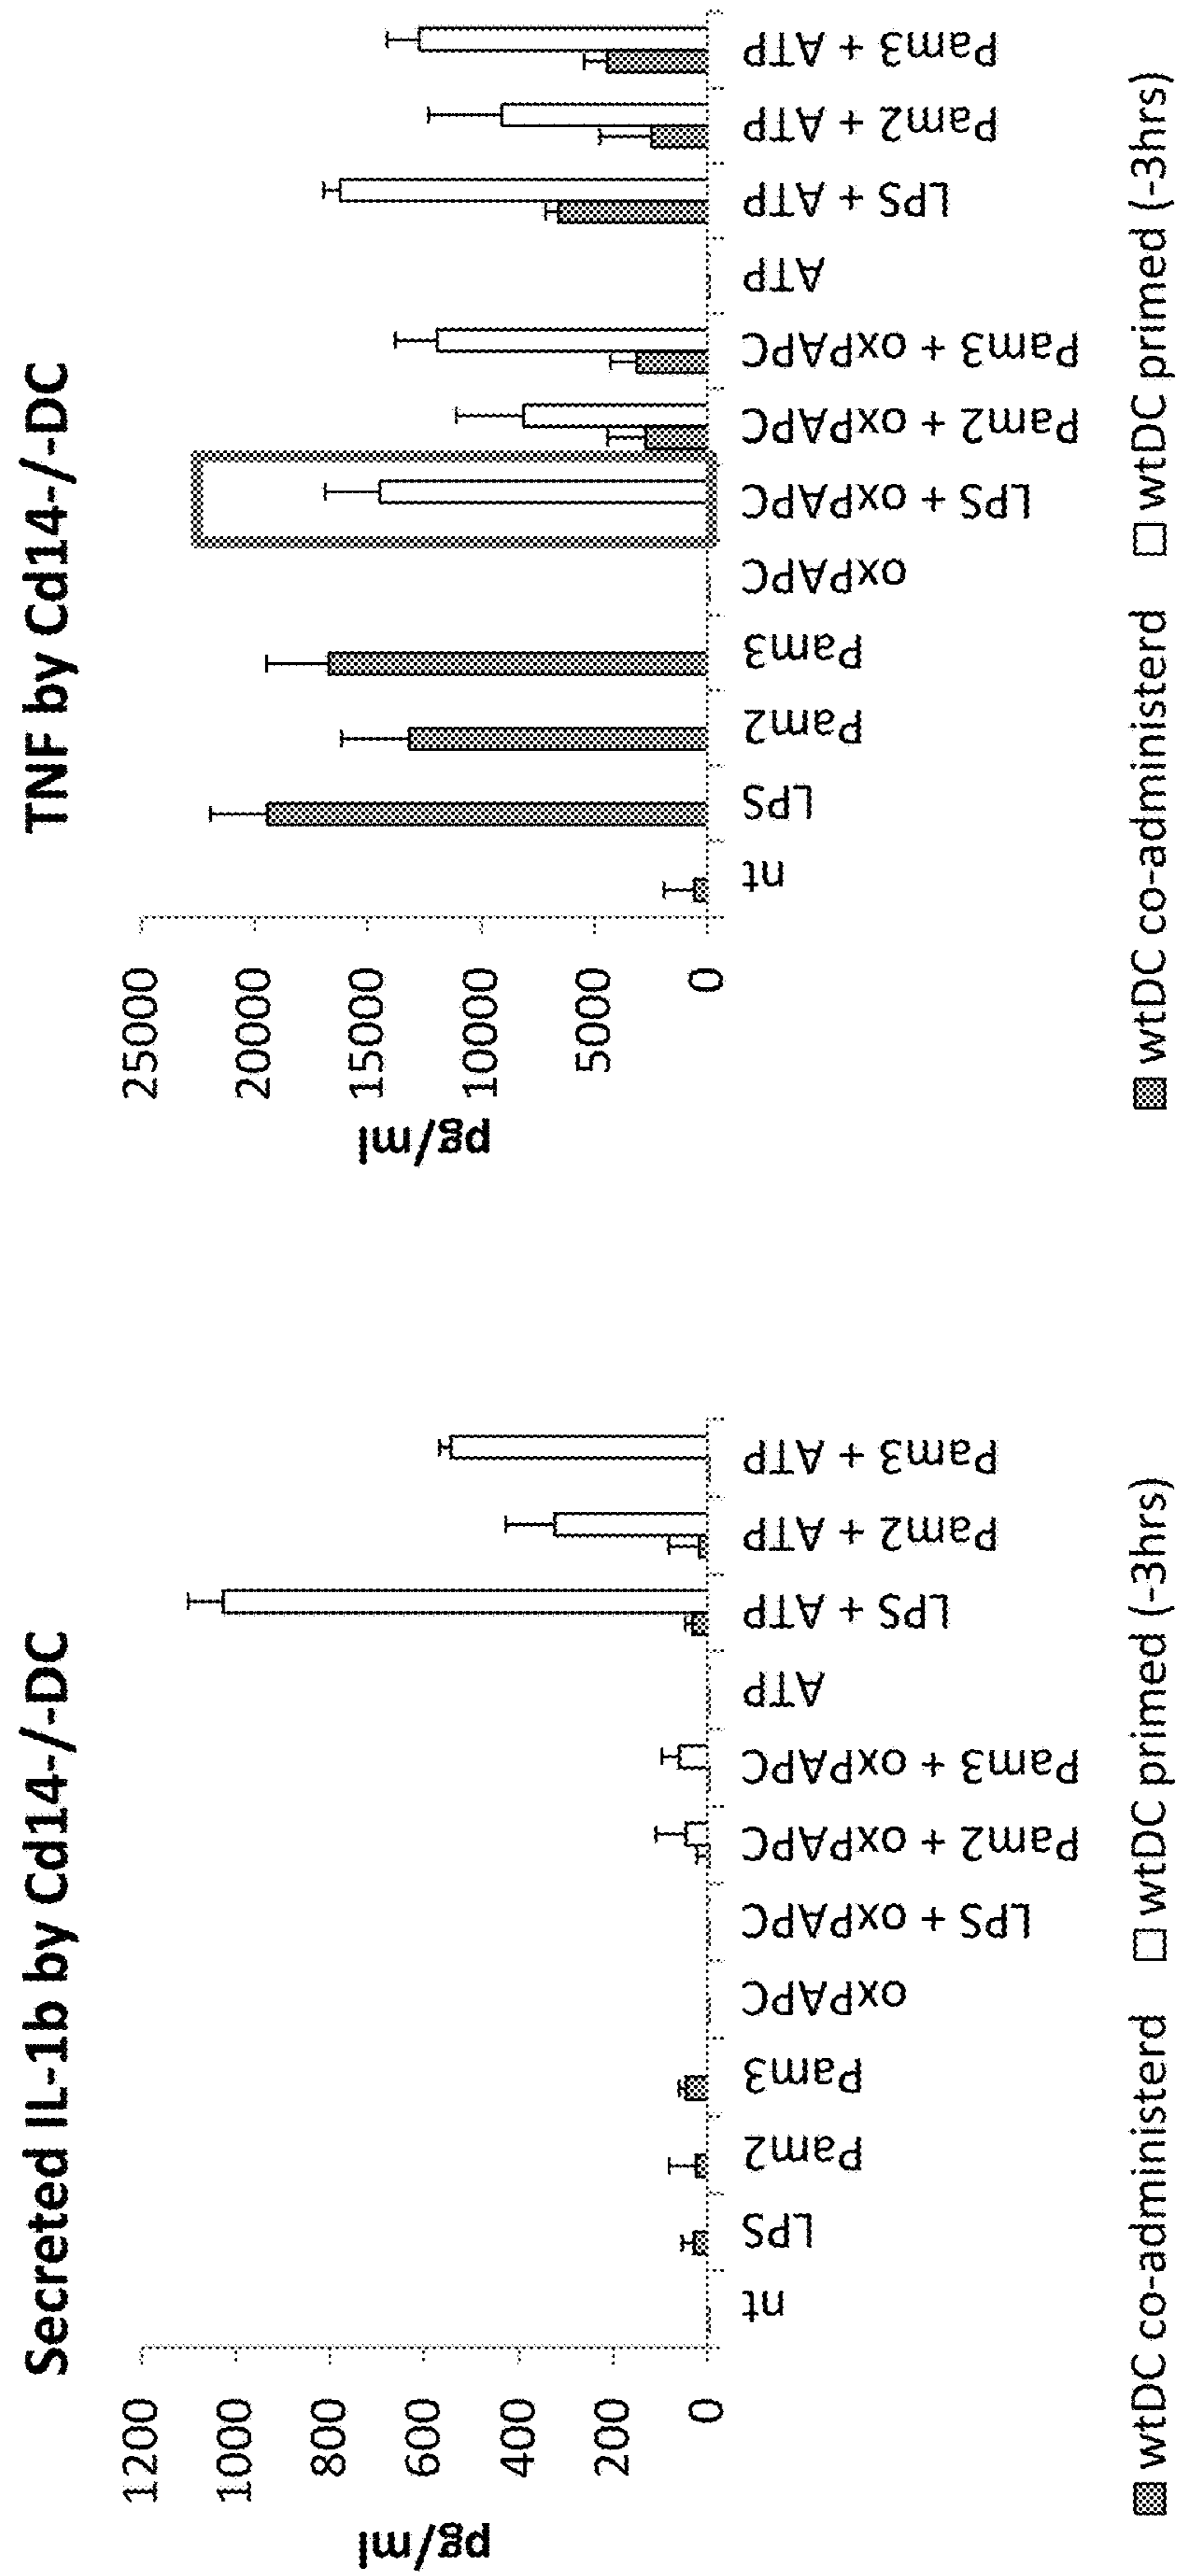 Secreted IL-1b by Cd14-/-DC
pg/ml
1200
1000
800
600
400
200
0
nt
LPS
Pam2
Pam3
oxPAPC
LPS + oxPAPC
Pam2 + oxPAPC
Pam3 + oxPAPC
ATP
LPS + ATP
Pam2 + ATP
Pam3 + ATP
wtDC co-administerd
wtDC primed (-3hrs)
TNF by Cd14-/-DC
pg/ml
25000
20000
15000
10000
5000
0
nt
LPS
Pam2
Pam3
oxPAPC
LPS + oxPAPC
Pam2 + oxPAPC
Pam3 + oxPAPC
ATP
LPS + ATP
Pam2 + ATP
Pam3 + ATP
wtDC co-administerd
wtDC primed (-3hrs)